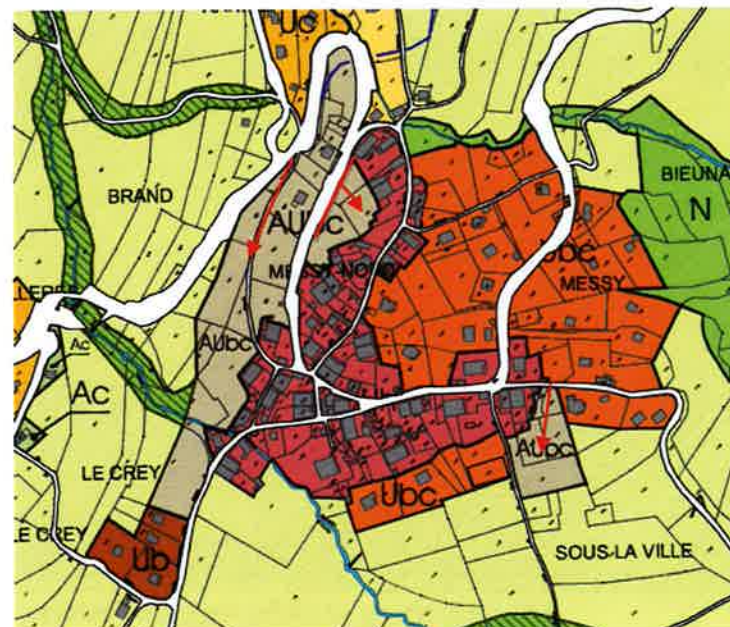 Uc
BRAND
BIEUNA
N
AUbc
MESSY-NORD
Ubc
MESSY
LLERES
Ac
AUbc
Ac
LE CREY
AUbc
Ubc
LE CREY
Ub
SOUS-LA VILLE